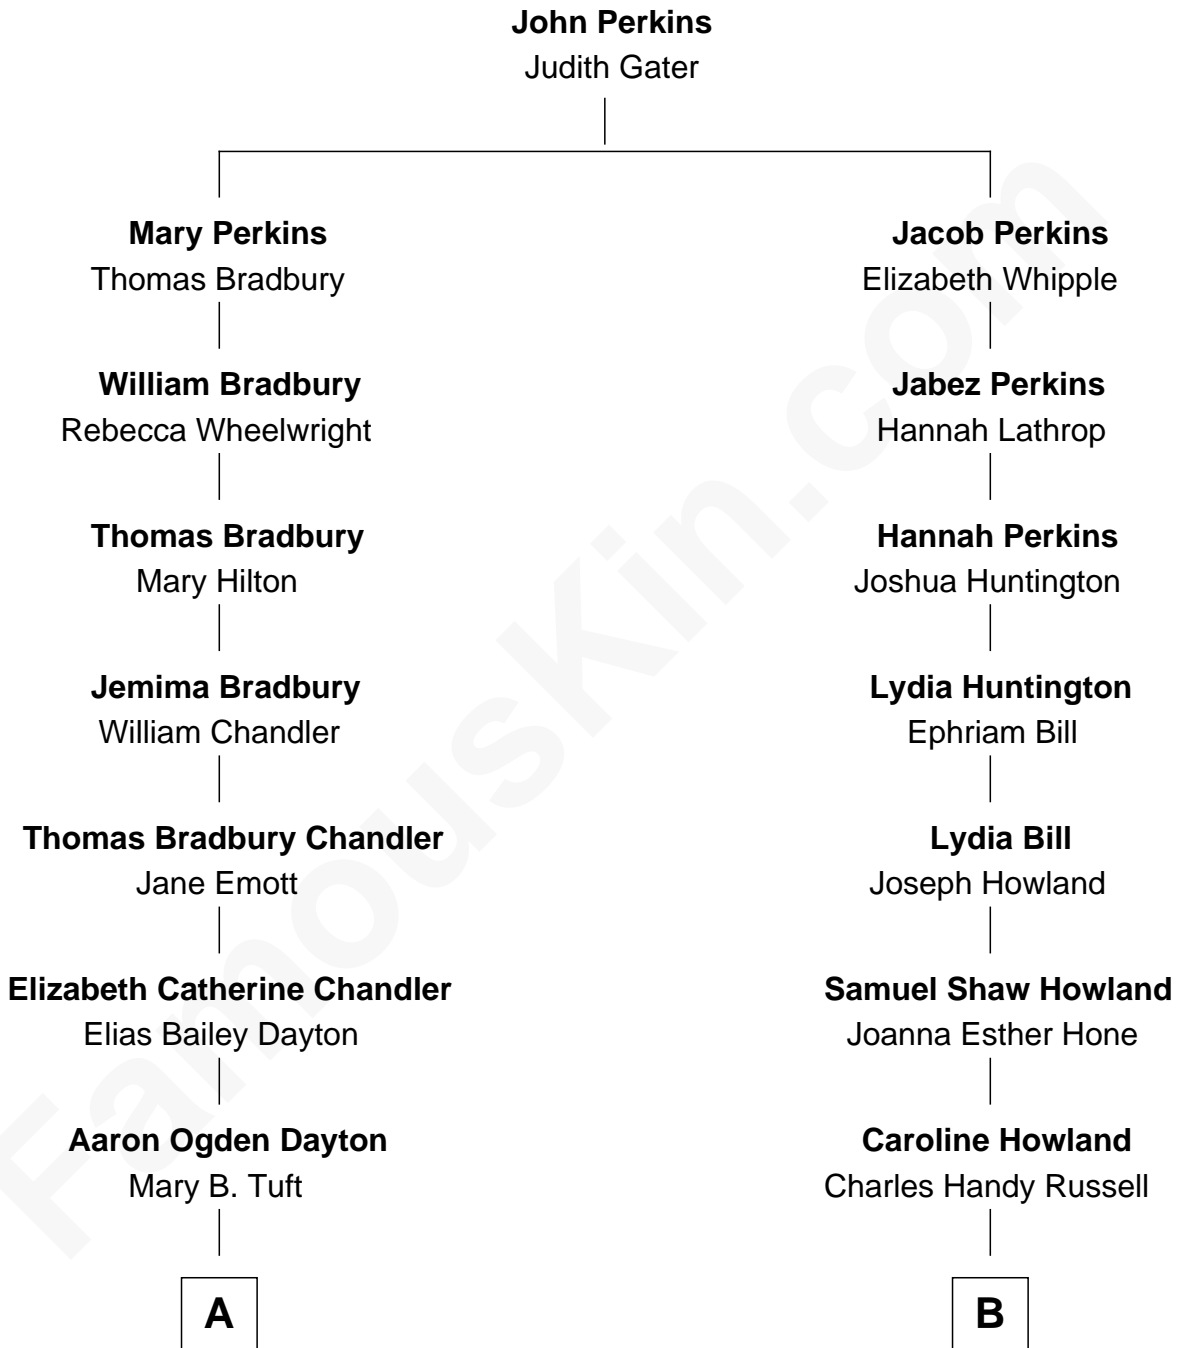 John Perkins
Judith Gater
Mary Perkins
Thomas Bradbury
Jacob Perkins
Elizabeth Whipple
William Bradbury
Rebecca Wheelwright
Jabez Perkins
Hannah Lathrop
Thomas Bradbury
Mary Hilton
Hannah Perkins
Joshua Huntington
Jemima Bradbury
William Chandler
Lydia Huntington
Ephriam Bill
Thomas Bradbury Chandler
Jane Emott
Lydia Bill
Joseph Howland
Elizabeth Catherine Chandler
Elias Bailey Dayton
Samuel Shaw Howland
Joanna Esther Hone
Aaron Ogden Dayton
Mary B. Tuft
Caroline Howland
Charles Handy Russell
A
B
FamousKin.com